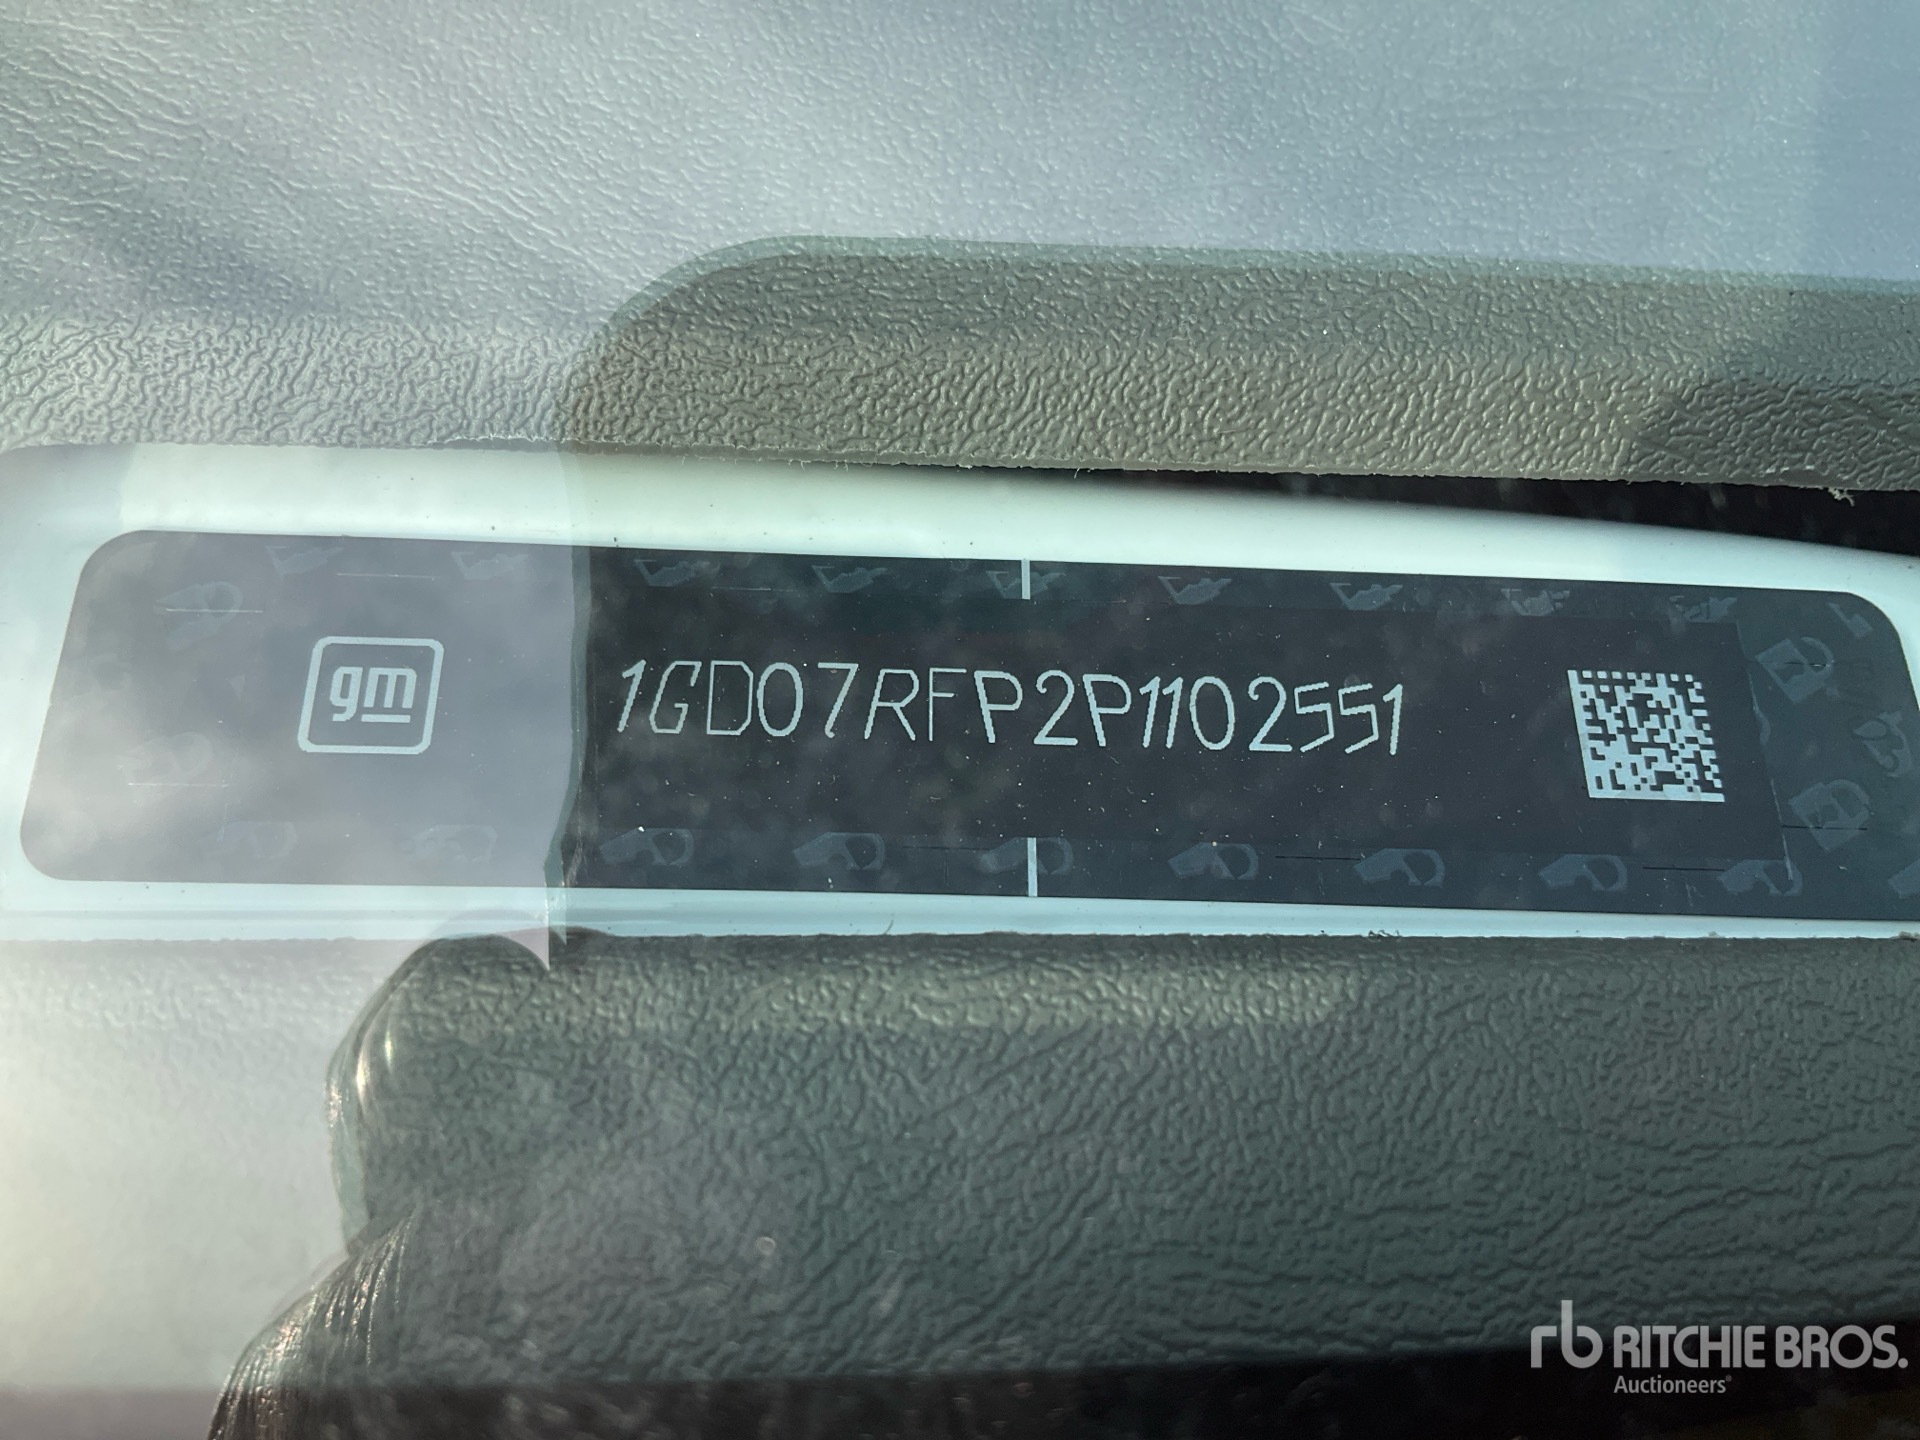 gm
1GD07RFP2P1102551
rb RITCHIE BROS.
Auctioneers®